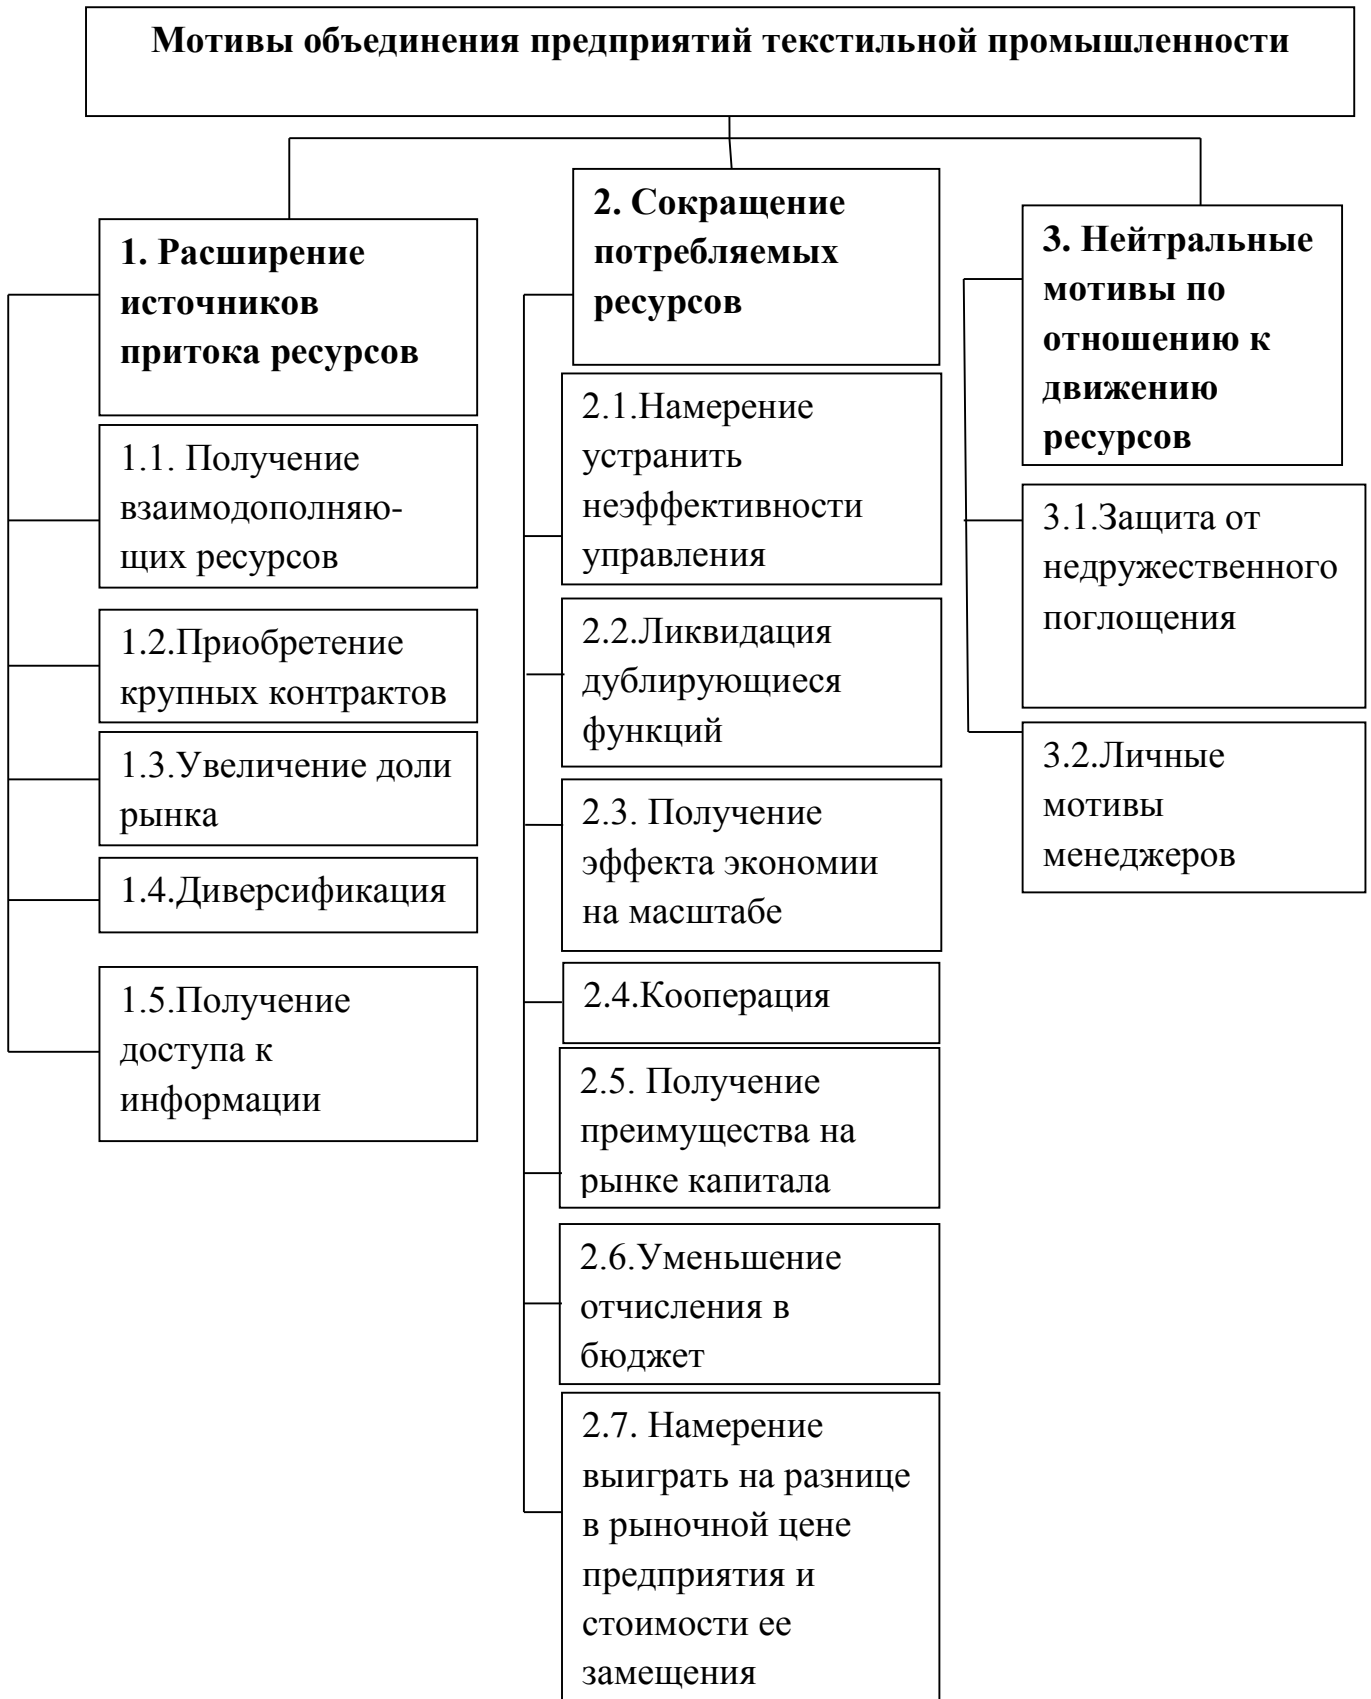 Мотивы объединения предприятий текстильной промышленности
1. Расширение
источников
притока ресурсов
1.1. Получение
взаимодополняю-
щих ресурсов
1.2.Приобретение
крупных контрактов
1.3.Увеличение доли
рынка
1.4.Диверсификация
1.5.Получение
доступа к
информации
2. Сокращение
потребляемых
ресурсов
2.1.Намерение
устранить
неэффективности
управления
2.2.Ликвидация
дублирующиеся
функций
2.3. Получение
эффекта экономии
на масштабе
2.4.Кооперация
2.5. Получение
преимущества на
рынке капитала
2.6.Уменьшение
отчисления в
бюджет
2.7. Намерение
выиграть на разнице
в рыночной цене
предприятия и
стоимости ее
замещения
3. Нейтральные
мотивы по
отношению к
движению
ресурсов
3.1.Защита от
недружественного
поглощения
3.2.Личные
мотивы
менеджеров